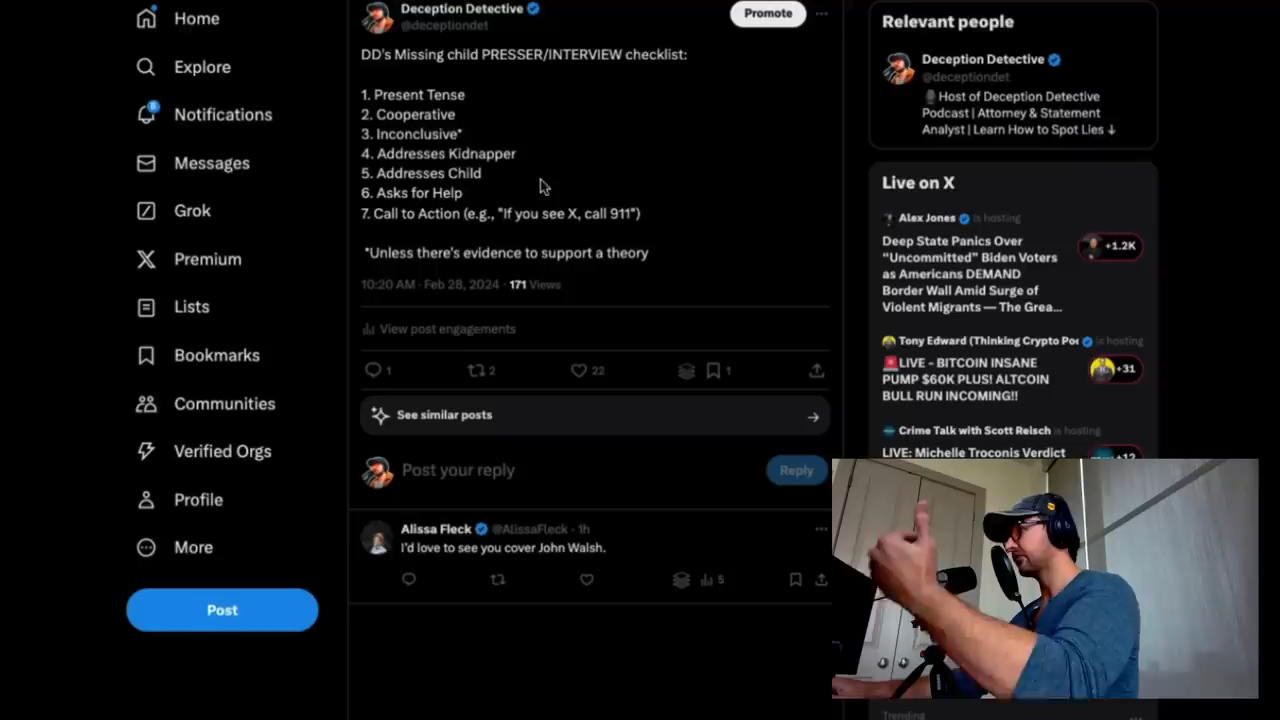 Home
Explore
Notifications
Messages
Grok
Premium
Lists
Bookmarks
Communities
Verified Orgs
Profile
More
Post
Deception Detective
@deceptiondet
Promote
DD's Missing child PRESSER/INTERVIEW checklist:
1. Present Tense
2. Cooperative
3. Inconclusive*
4. Addresses Kidnapper
5. Addresses Child
6. Asks for Help
7. Call to Action (e.g., "If you see X, call 911")
*Unless there's evidence to support a theory
10:20 AM · Feb 28, 2024 · 171 Views
View post engagements
1 2 22 1
See similar posts
Post your reply
Reply
Alissa Fleck @AlissaFleck · 1h
I'd love to see you cover John Walsh.
5
Relevant people
Deception Detective
@deceptiondet
Host of Deception Detective
Podcast | Attorney & Statement
Analyst | Learn How to Spot Lies ↓
Live on X
Alex Jones is hosting
Deep State Panics Over
“Uncommitted” Biden Voters
as Americans DEMAND
Border Wall Amid Surge of
Violent Migrants — The Grea...
+1.2K
Tony Edward (Thinking Crypto Po is hosting
LIVE - BITCOIN INSANE
PUMP $60K PLUS! ALTCOIN
BULL RUN INCOMING!!
+31
Crime Talk with Scott Reisch is hosting
LIVE: Michelle Troconis Verdict
+12
Trending